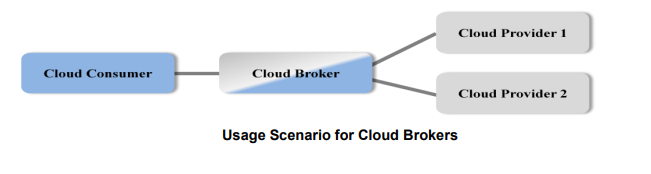 Cloud Consumer
Cloud Broker
Cloud Provider 1
Cloud Provider 2
Usage Scenario for Cloud Brokers